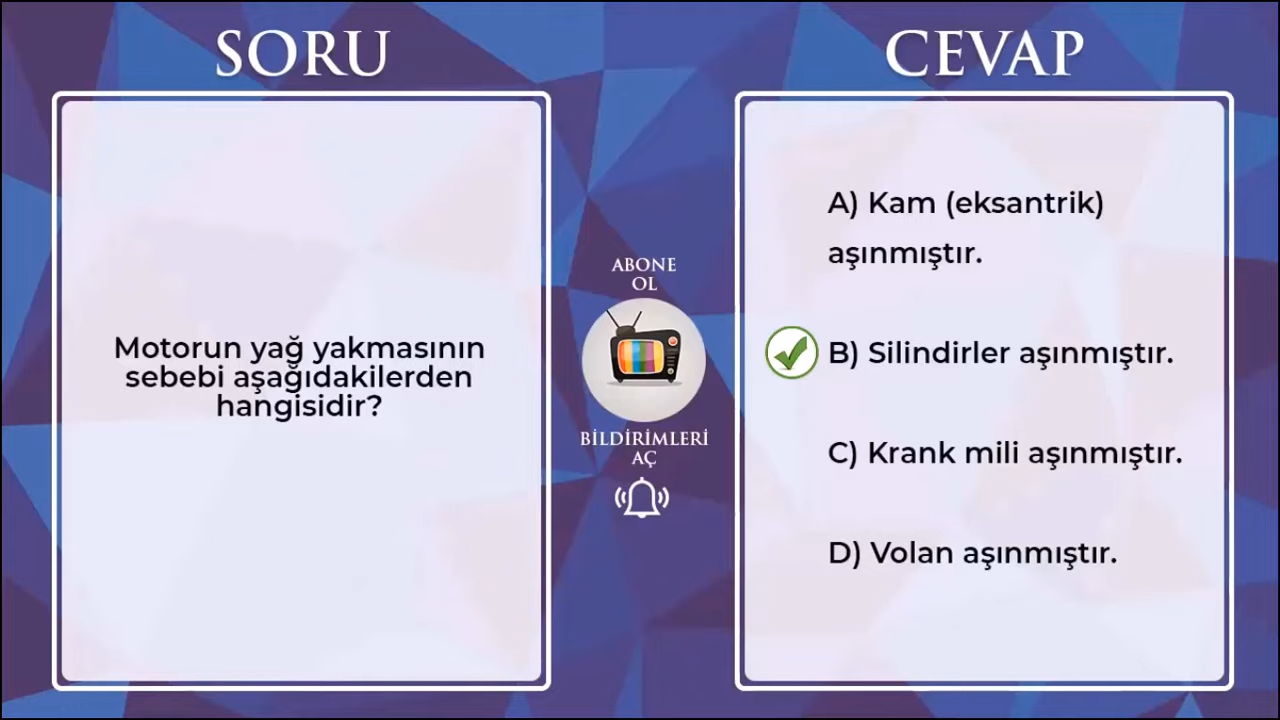 SORU
Motorun yağ yakmasının
sebebi aşağıdakilerden
hangisidir?
ABONE
OL
BİLDİRİMLERİ
AÇ
CEVAP
A) Kam (eksantrik)
aşınmıştır.
B) Silindirler aşınmıştır.
C) Krank mili aşınmıştır.
D) Volan aşınmıştır.